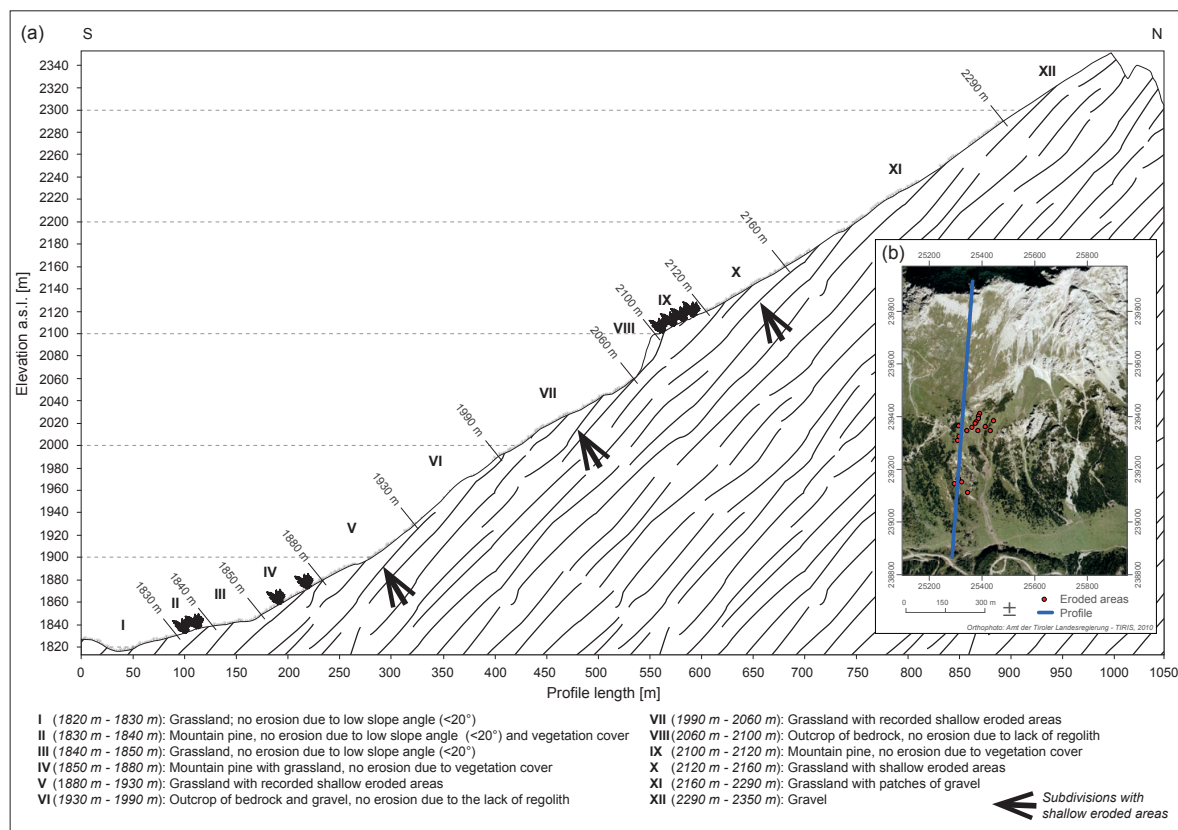 (a)
S
N
2340
2320
2300
2280
2260
2240
2220
2200
2180
2160
2140
2120
2100
2080
2060
2040
2020
2000
1980
1960
1940
1920
1900
1880
1860
1840
1820
Elevation a.s.l. [m]
I
1830 m
II
1840 m
III
1850 m
IV
1880 m
V
1930 m
VI
1990 m
VII
2060 m
VIII
2100 m
IX
2120 m
X
2160 m
XI
2290 m
XII
0 50 100 150 200 250 300 350 400 450 500 550 600 650 700 750 800 850 900 950 1000 1050
Profile length [m]
(b)
25200 25400 25600 25800
239800
239600
239400
239200
239000
238800
239800
239600
239400
239200
239000
238800
25200 25400 25600 25800
0 150 300 m
Eroded areas
Profile
Orthophoto: Amt der Tiroler Landesregierung - TIRIS, 2010
I (1820 m - 1830 m): Grassland; no erosion due to low slope angle (<20°)
II (1830 m - 1840 m): Mountain pine, no erosion due to low slope angle (<20°) and vegetation cover
III (1840 m - 1850 m): Grassland, no erosion due to low slope angle (<20°)
IV (1850 m - 1880 m): Mountain pine with grassland, no erosion due to vegetation cover
V (1880 m - 1930 m): Grassland with recorded shallow eroded areas
VI (1930 m - 1990 m): Outcrop of bedrock and gravel, no erosion due to the lack of regolith
VII (1990 m - 2060 m): Grassland with recorded shallow eroded areas
VIII (2060 m - 2100 m): Outcrop of bedrock, no erosion due to lack of regolith
IX (2100 m - 2120 m): Mountain pine, no erosion due to vegetation cover
X (2120 m - 2160 m): Grassland with shallow eroded areas
XI (2160 m - 2290 m): Grassland with patches of gravel
XII (2290 m - 2350 m): Gravel
Subdivisions with
shallow eroded areas